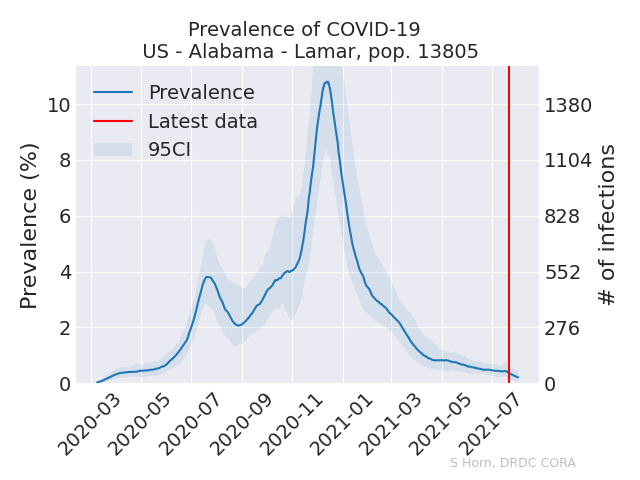 Prevalence of COVID-19
US - Alabama - Lamar, pop. 13805
Prevalence
Latest data
95CI
Prevalence (%)
10
8
6
4
2
0
1380
1104
828
552
276
0
# of infections
2020-03
2020-05
2020-07
2020-09
2020-11
2021-01
2021-03
2021-05
2021-07
S Horn, DRDC CORA